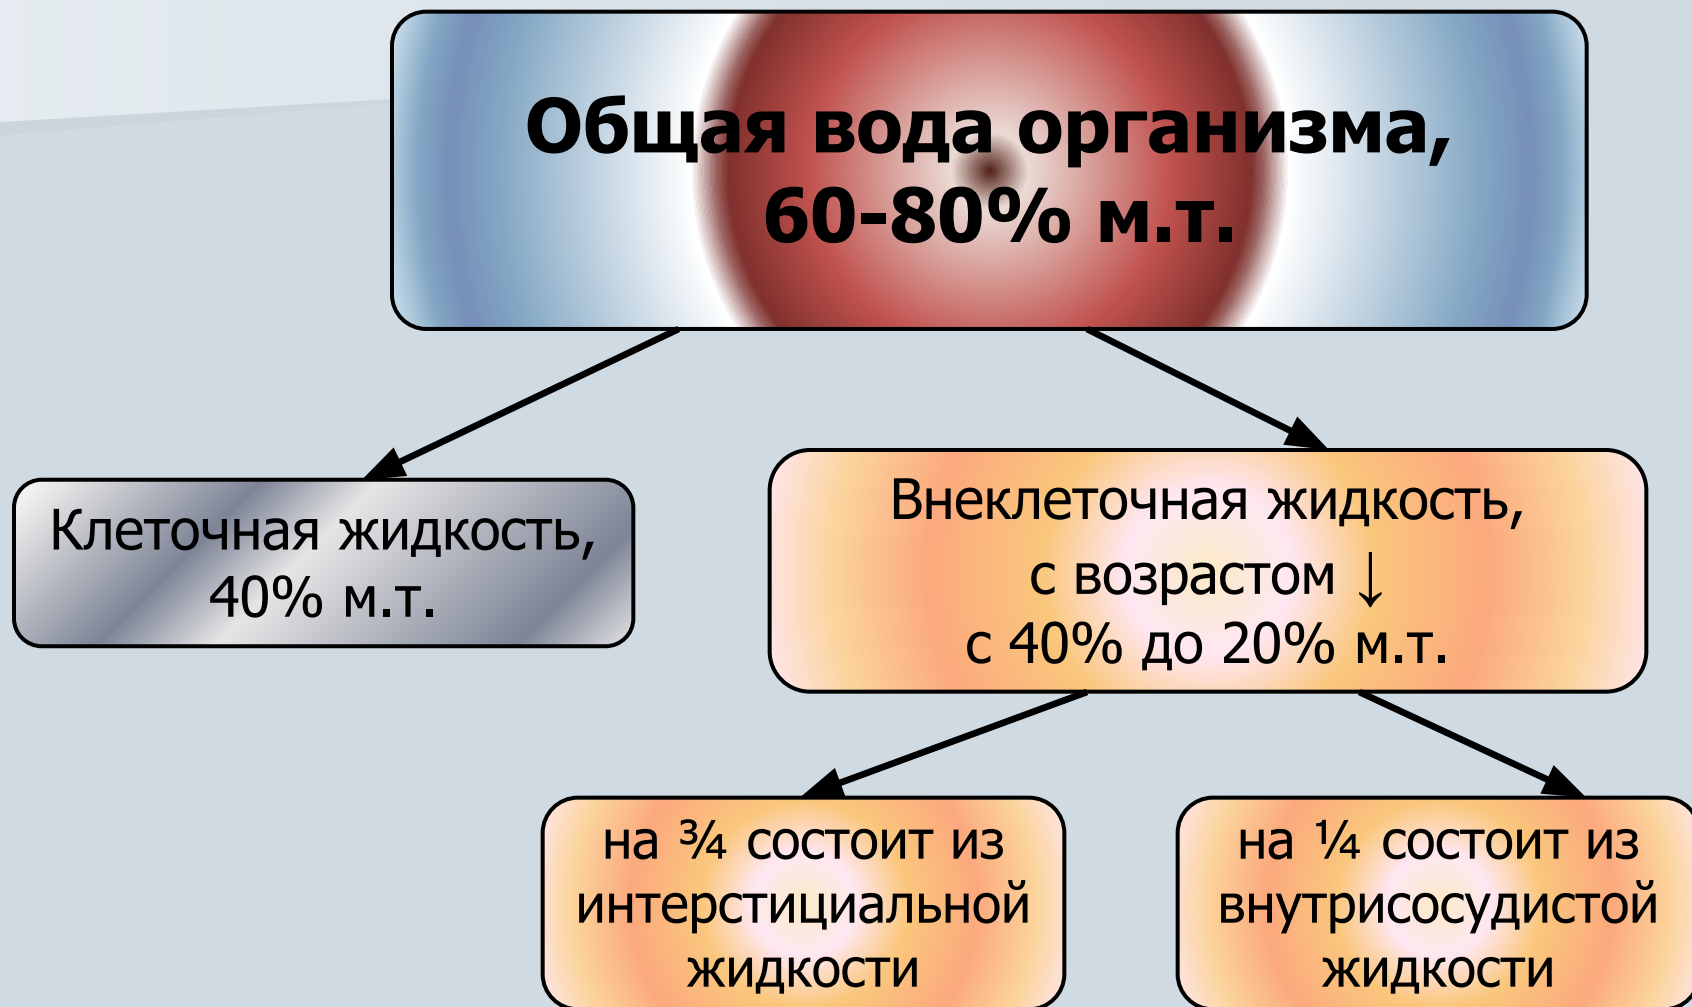 Общая вода организма,
60-80% м.т.
Клеточная жидкость,
40% м.т.
Внеклеточная жидкость,
с возрастом ↓
с 40% до 20% м.т.
на ¾ состоит из
интерстициальной
жидкости
на ¼ состоит из
внутрисосудистой
жидкости